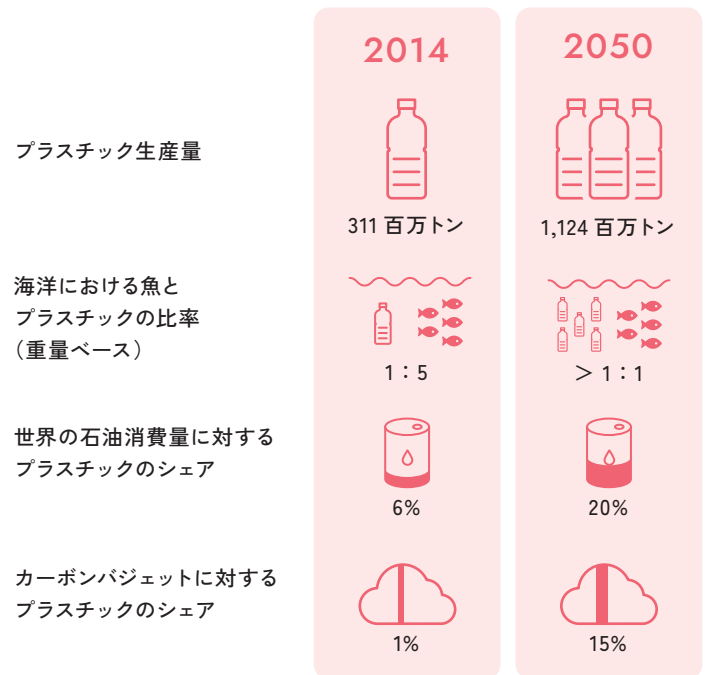 2014
2050
プラスチック生産量
311 百万トン
1,124 百万トン
海洋における魚と
プラスチックの比率
（重量ベース）
1：5
＞ 1：1
世界の石油消費量に対する
プラスチックのシェア
6%
20%
カーボンバジェットに対する
プラスチックのシェア
1%
15%